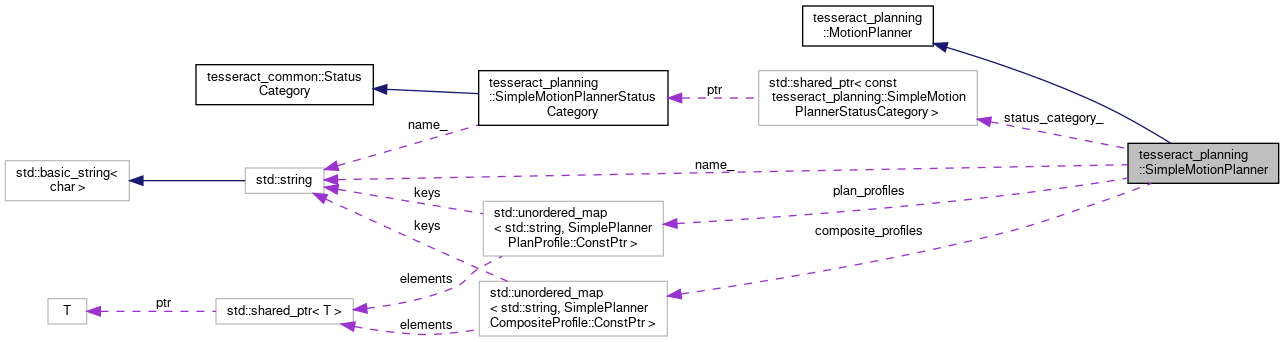 tesseract_planning
::MotionPlanner
tesseract_common::Status
Category
tesseract_planning
::SimpleMotionPlannerStatus
Category
ptr
std::shared_ptr< const
tesseract_planning::SimpleMotion
PlannerStatusCategory >
status_category_
tesseract_planning
::SimpleMotionPlanner
name_
std::basic_string<
char >
std::string
name_
keys
plan_profiles
std::unordered_map
< std::string, SimplePlanner
PlanProfile::ConstPtr >
keys
composite_profiles
elements
std::unordered_map
< std::string, SimplePlanner
CompositeProfile::ConstPtr >
T
ptr
std::shared_ptr< T >
elements